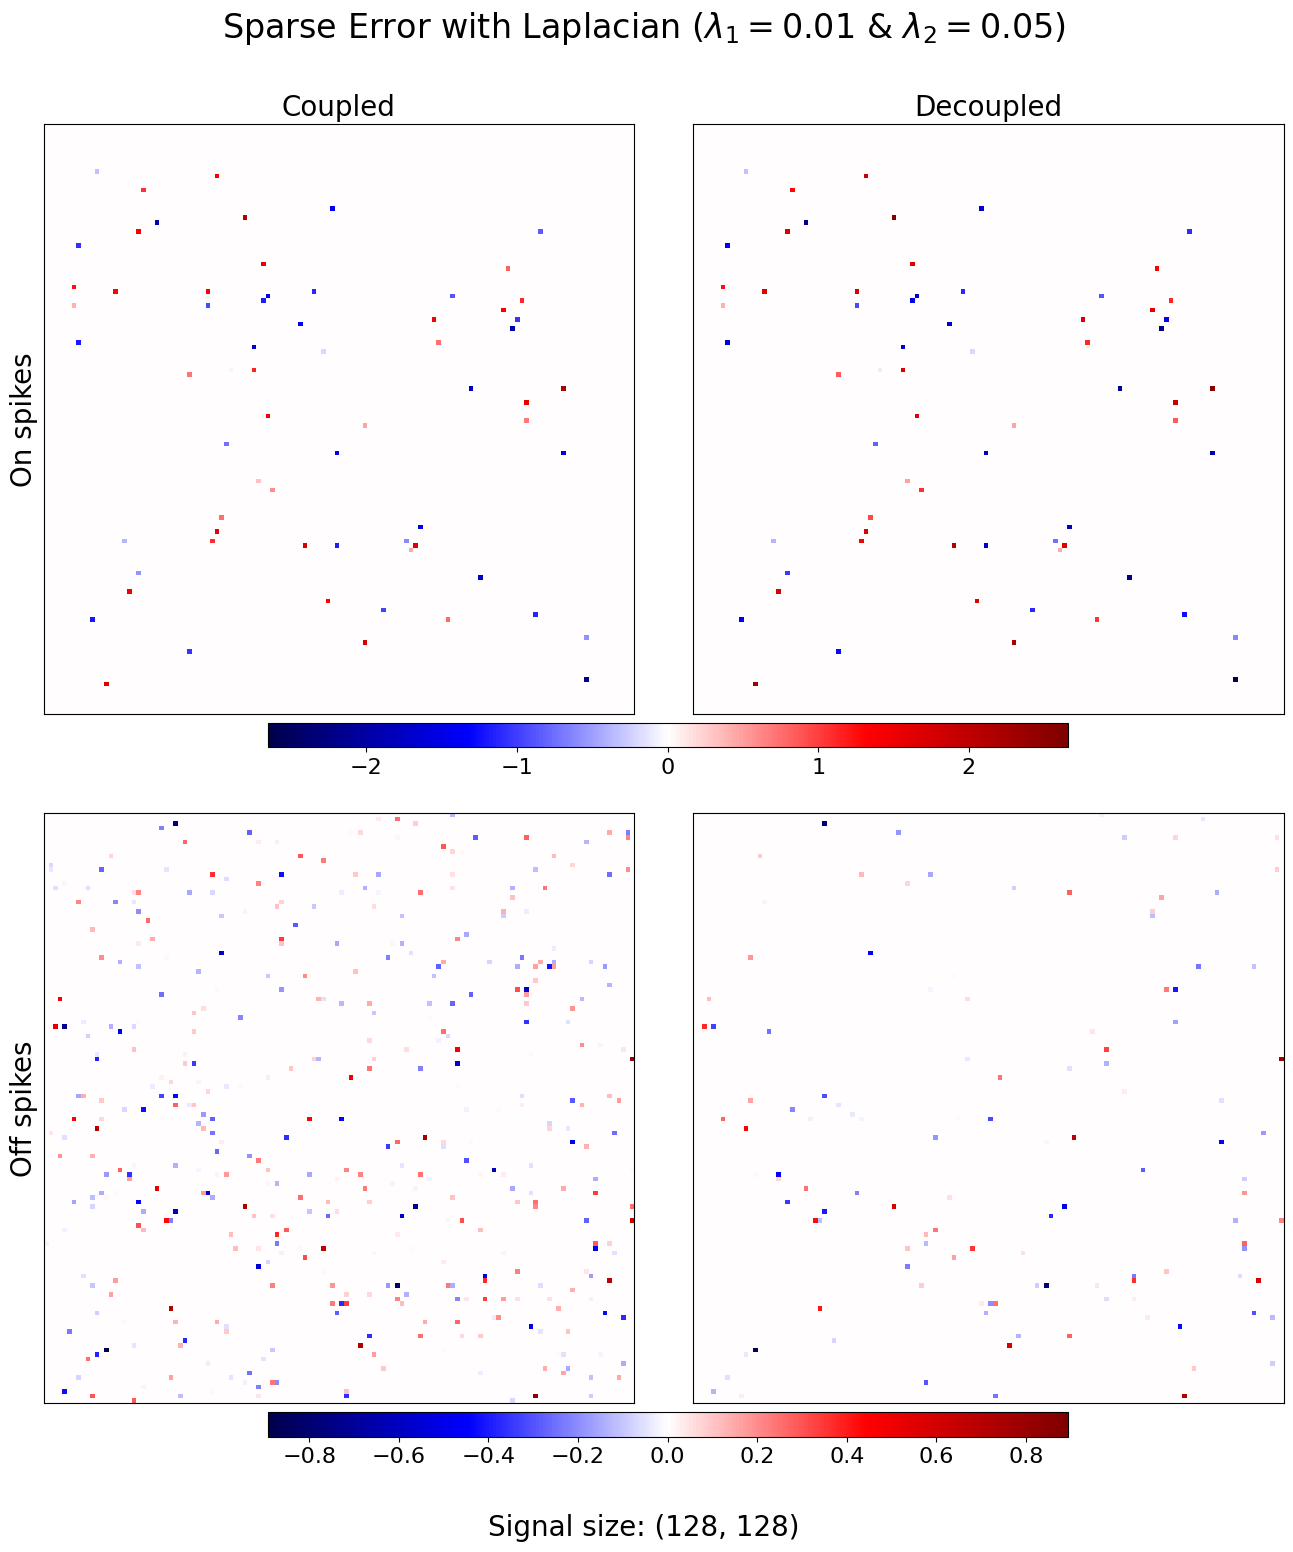 Sparse Error with Laplacian (λ₁ = 0.01 & λ₂ = 0.05)
Coupled
Decoupled
On spikes
−2
−1
0
1
2
Off spikes
−0.8
−0.6
−0.4
−0.2
0.0
0.2
0.4
0.6
0.8
Signal size: (128, 128)